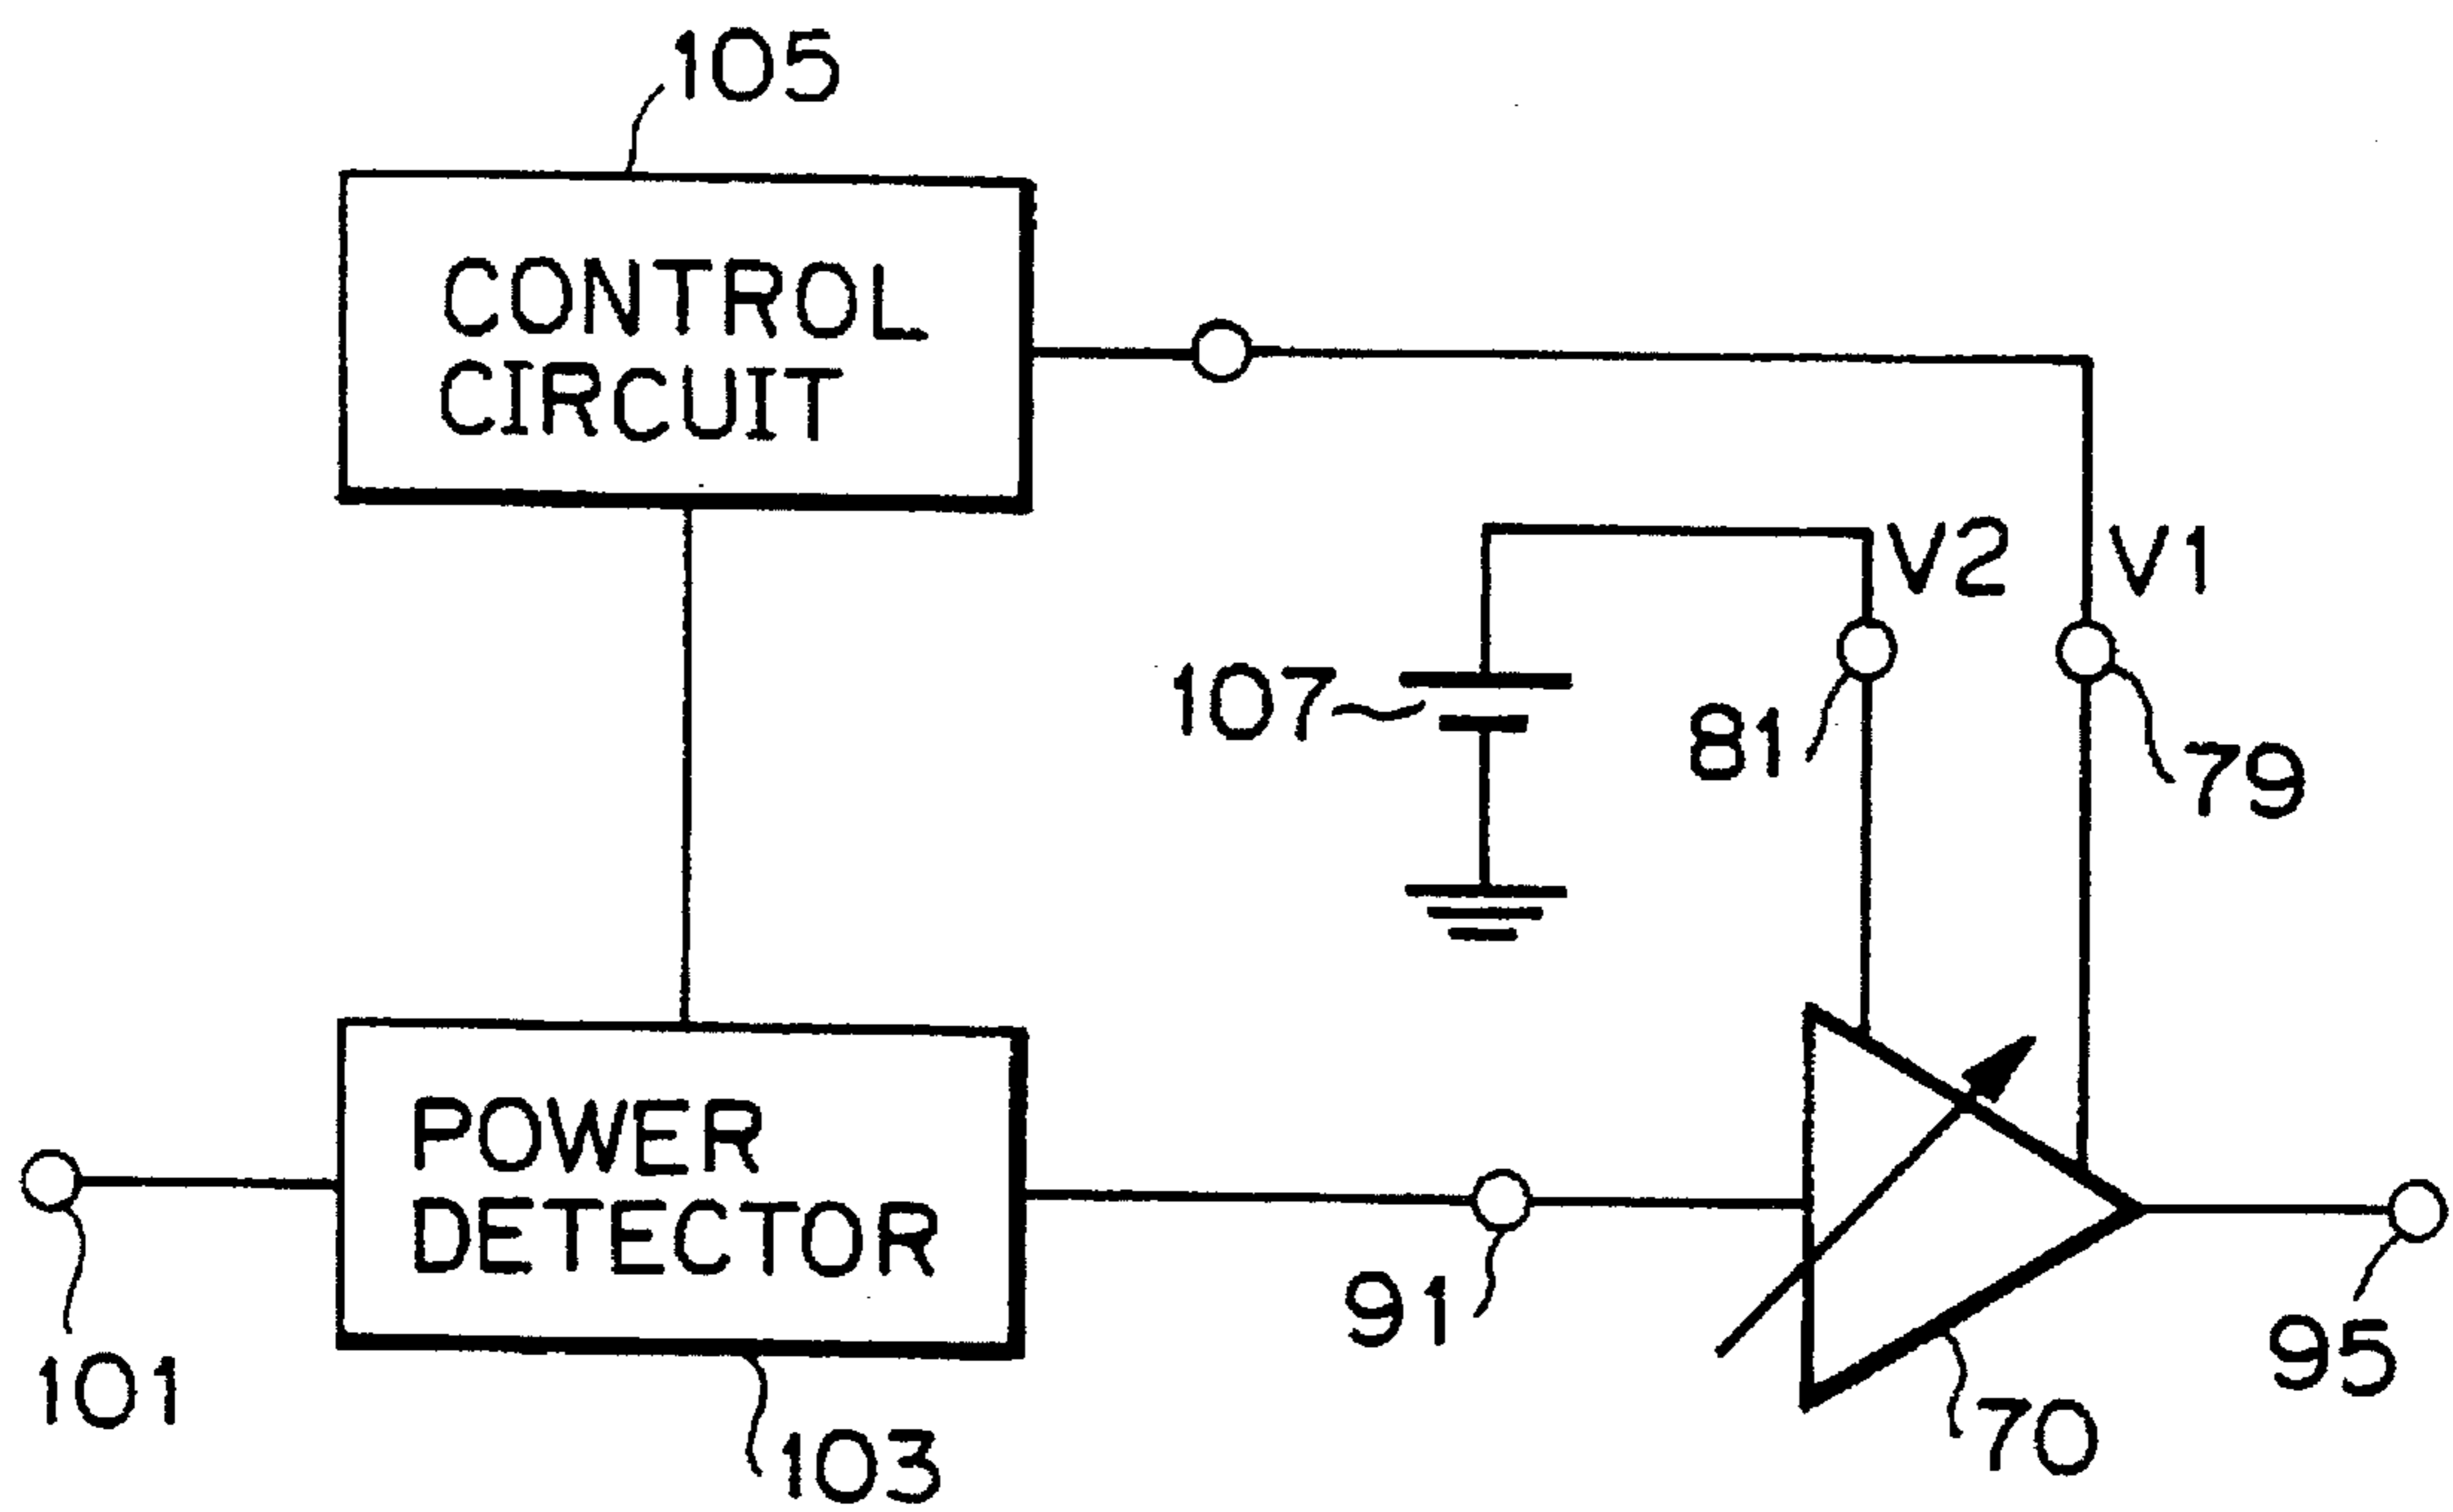 105
CONTROL
CIRCUIT
V2
V1
107
81
79
POWER
DETECTOR
91
95
101
70
103